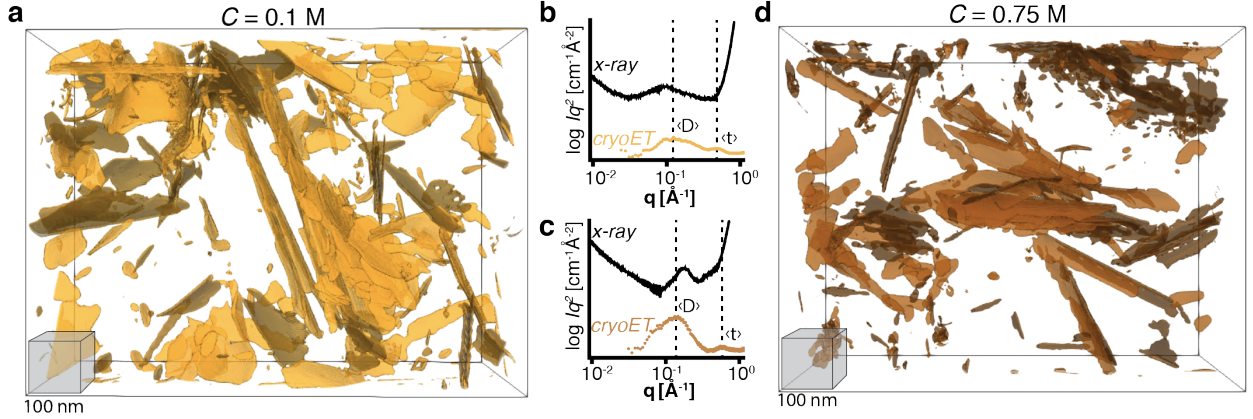 a
C = 0.1 M
100 nm
b
log Iq² [cm⁻¹Å⁻²]
x-ray
⟨D⟩
cryoET
⟨t⟩
10⁻² 10⁻¹ 10⁰
q [Å⁻¹]
c
log Iq² [cm⁻¹Å⁻²]
x-ray
⟨D⟩
cryoET
⟨t⟩
10⁻² 10⁻¹ 10⁰
q [Å⁻¹]
d
C = 0.75 M
100 nm